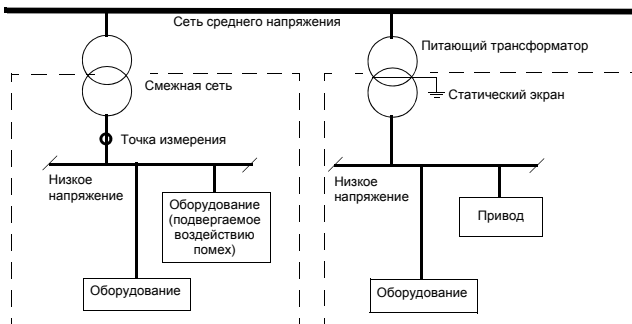 Сеть среднего напряжения
Питающий трансформатор
Смежная сеть
Статический экран
Точка измерения
Низкое
напряжение
Оборудование
(подвергаемое
воздействию
помех)
Оборудование
Низкое
напряжение
Привод
Оборудование